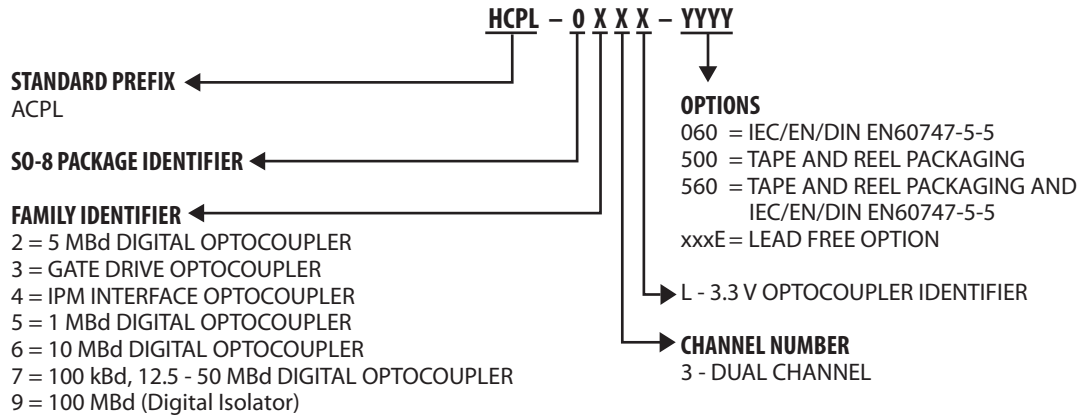 HCPL – 0 X X X – YYYY
STANDARD PREFIX
ACPL
SO-8 PACKAGE IDENTIFIER
FAMILY IDENTIFIER
2 = 5 MBd DIGITAL OPTOCOUPLER
3 = GATE DRIVE OPTOCOUPLER
4 = IPM INTERFACE OPTOCOUPLER
5 = 1 MBd DIGITAL OPTOCOUPLER
6 = 10 MBd DIGITAL OPTOCOUPLER
7 = 100 kBd, 12.5 - 50 MBd DIGITAL OPTOCOUPLER
9 = 100 MBd (Digital Isolator)
OPTIONS
060 = IEC/EN/DIN EN60747-5-5
500 = TAPE AND REEL PACKAGING
560 = TAPE AND REEL PACKAGING AND
IEC/EN/DIN EN60747-5-5
xxxE = LEAD FREE OPTION
L - 3.3 V OPTOCOUPLER IDENTIFIER
CHANNEL NUMBER
3 - DUAL CHANNEL